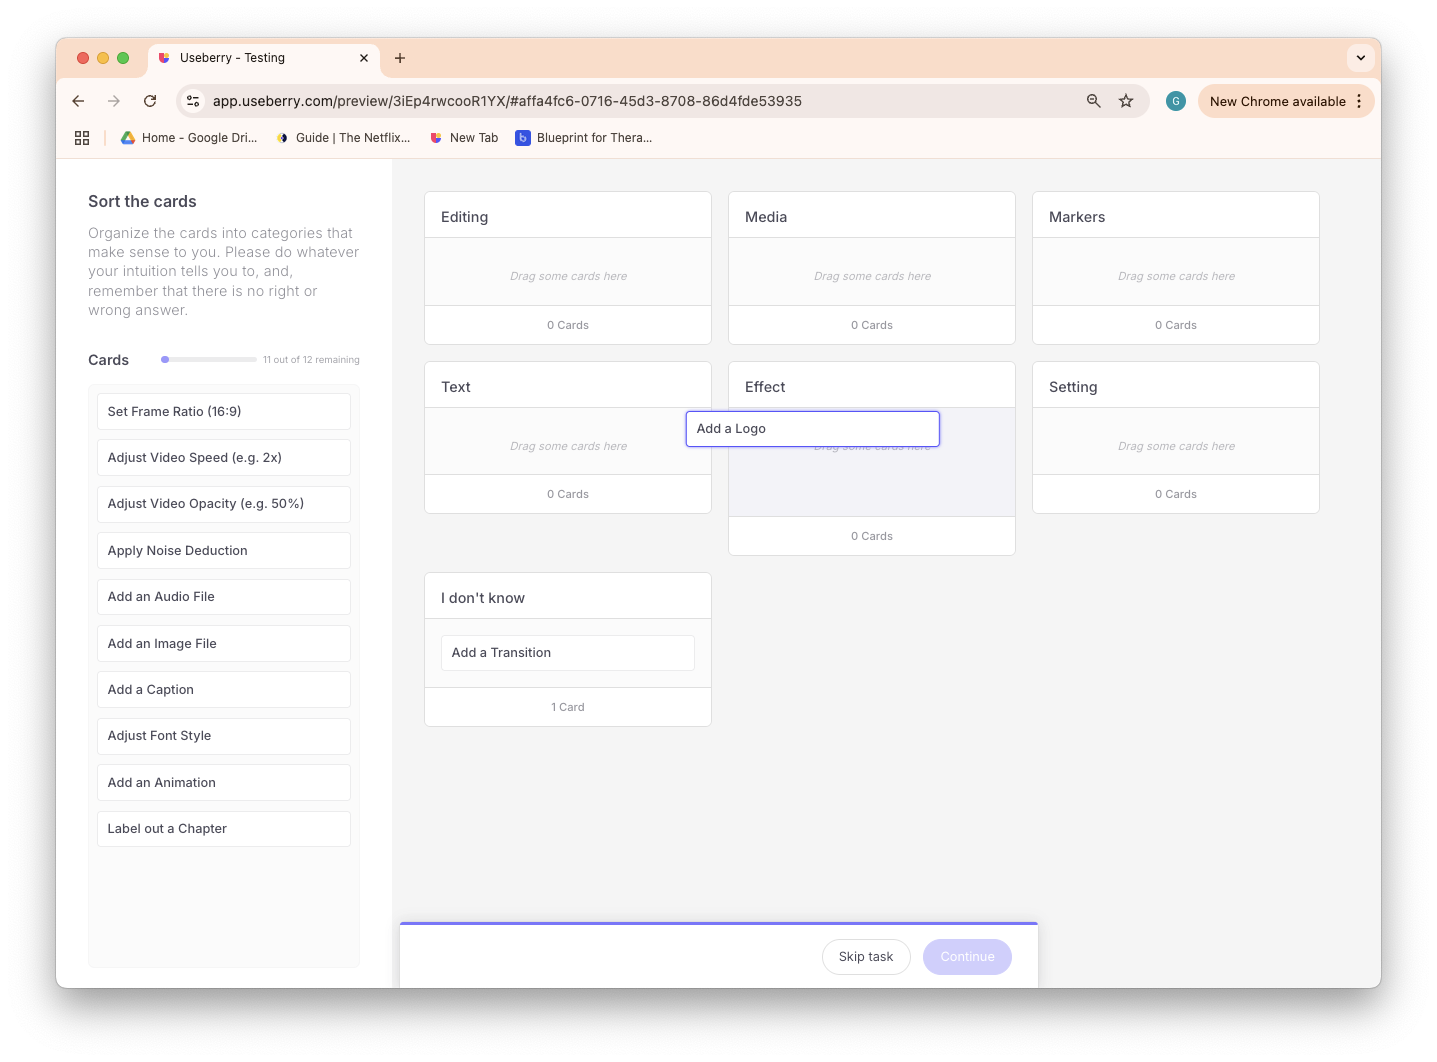 Useberry - Testing
app.useberry.com/preview/3iEp4rwcooR1YX/#affa4fc6-0716-45d3-8708-86d4fde53935
G
New Chrome available
Home - Google Dri...
Guide | The Netflix...
New Tab
b
Blueprint for Thera...
Sort the cards
Organize the cards into categories that
make sense to you. Please do whatever
your intuition tells you to, and,
remember that there is no right or
wrong answer.
Cards
11 out of 12 remaining
Set Frame Ratio (16:9)
Adjust Video Speed (e.g. 2x)
Adjust Video Opacity (e.g. 50%)
Apply Noise Deduction
Add an Audio File
Add an Image File
Add a Caption
Adjust Font Style
Add an Animation
Label out a Chapter
Editing
Drag some cards here
0 Cards
Media
Drag some cards here
0 Cards
Markers
Drag some cards here
0 Cards
Text
Drag some cards here
0 Cards
Effect
Add a Logo
Drag some cards here
0 Cards
Setting
Drag some cards here
0 Cards
I don't know
Add a Transition
1 Card
Skip task
Continue